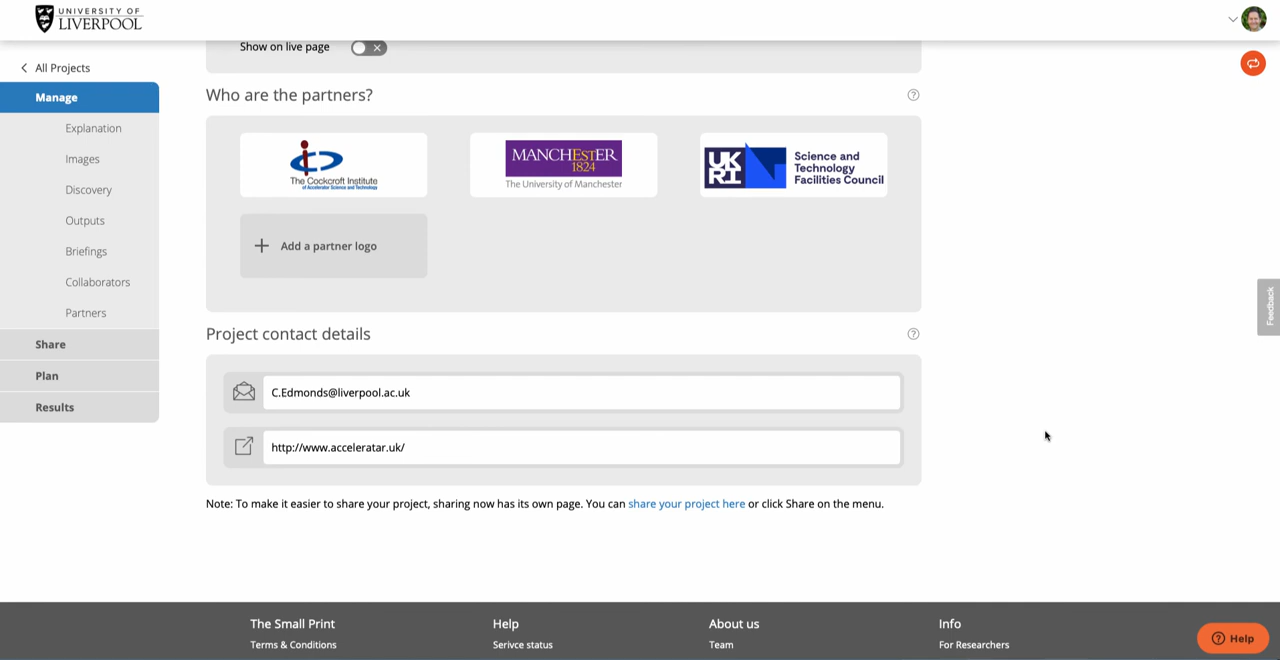 UNIVERSITY OF
LIVERPOOL
Show on live page
All Projects
Manage
Explanation
Images
Discovery
Outputs
Briefings
Collaborators
Partners
Share
Plan
Results
Who are the partners?
The Cockcroft Institute
of Accelerator Science and Technology
MANCHESTER
1824
The University of Manchester
UK
RI
Science and
Technology
Facilities Council
Add a partner logo
Project contact details
C.Edmonds@liverpool.ac.uk
http://www.acceleratar.uk/
Note: To make it easier to share your project, sharing now has its own page. You can share your project here or click Share on the menu.
Feedback
The Small Print
Terms & Conditions
Help
Serivce status
About us
Team
Info
For Researchers
Help